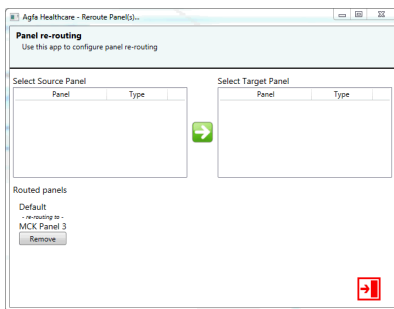 Agfa Healthcare - Reroute Panel(s)...
Panel re-routing
Use this app to configure panel re-routing
Select Source Panel
Select Target Panel
Panel Type
Panel Type
Routed panels
Default
- re-routing to -
MCK Panel 3
Remove